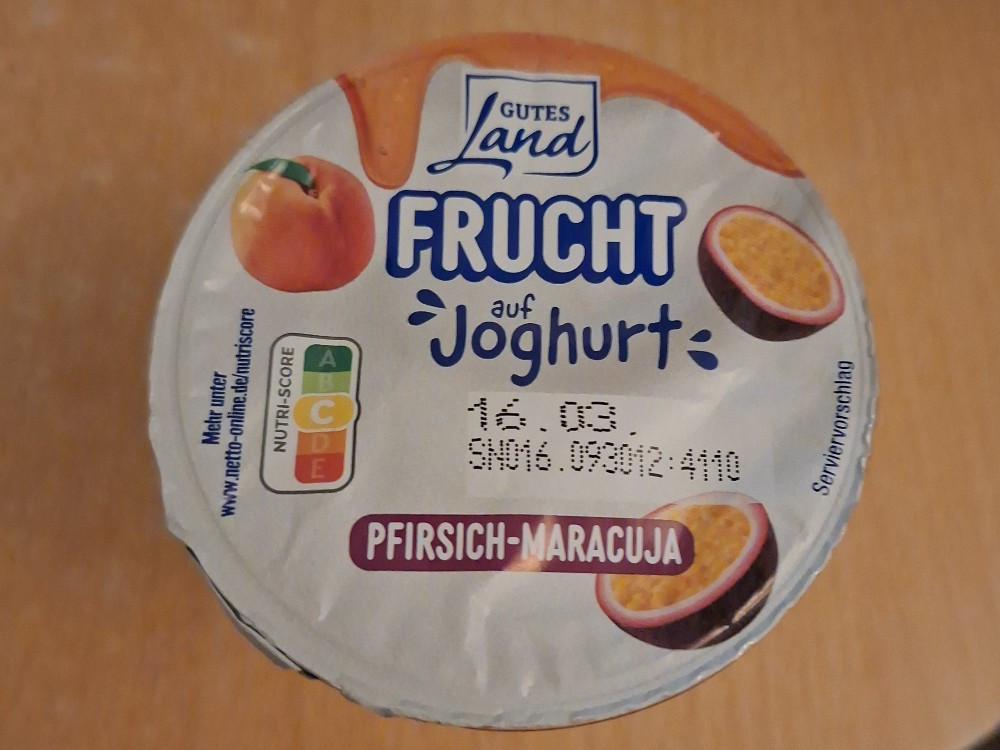 GUTES
Land
FRUCHT
auf
Joghurt
Mehr unter
www.netto-online.de/nutriscore
NUTRI-SCORE
A
B
C
D
E
16.03.
SN016.093012:4110
Serviervorschlag
PFIRSICH-MARACUJA